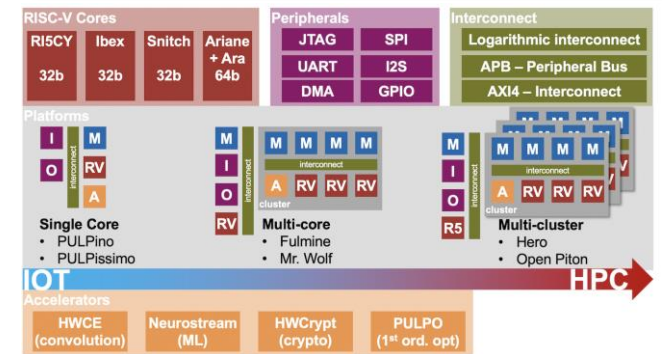 RISC-V Cores
RI5CY
32b
Ibex
32b
Snitch
32b
Ariane
+ Ara
64b
Peripherals
JTAG
SPI
UART
I2S
DMA
GPIO
Interconnect
Logarithmic interconnect
APB – Peripheral Bus
AXI4 – Interconnect
Platforms
I
O
interconnect
M
RV
A
Single Core
• PULPino
• PULPissimo
M
I
O
RV
interconnect
M M M M
interconnect
A RV RV RV
cluster
Multi-core
• Fulmine
• Mr. Wolf
M
I
O
R5
interconnect
M M M M
interconnect
A RV RV RV
cluster
Multi-cluster
• Hero
• Open Piton
IOT
HPC
Accelerators
HWCE
(convolution)
Neurostream
(ML)
HWCrypt
(crypto)
PULPO
(1st ord. opt)